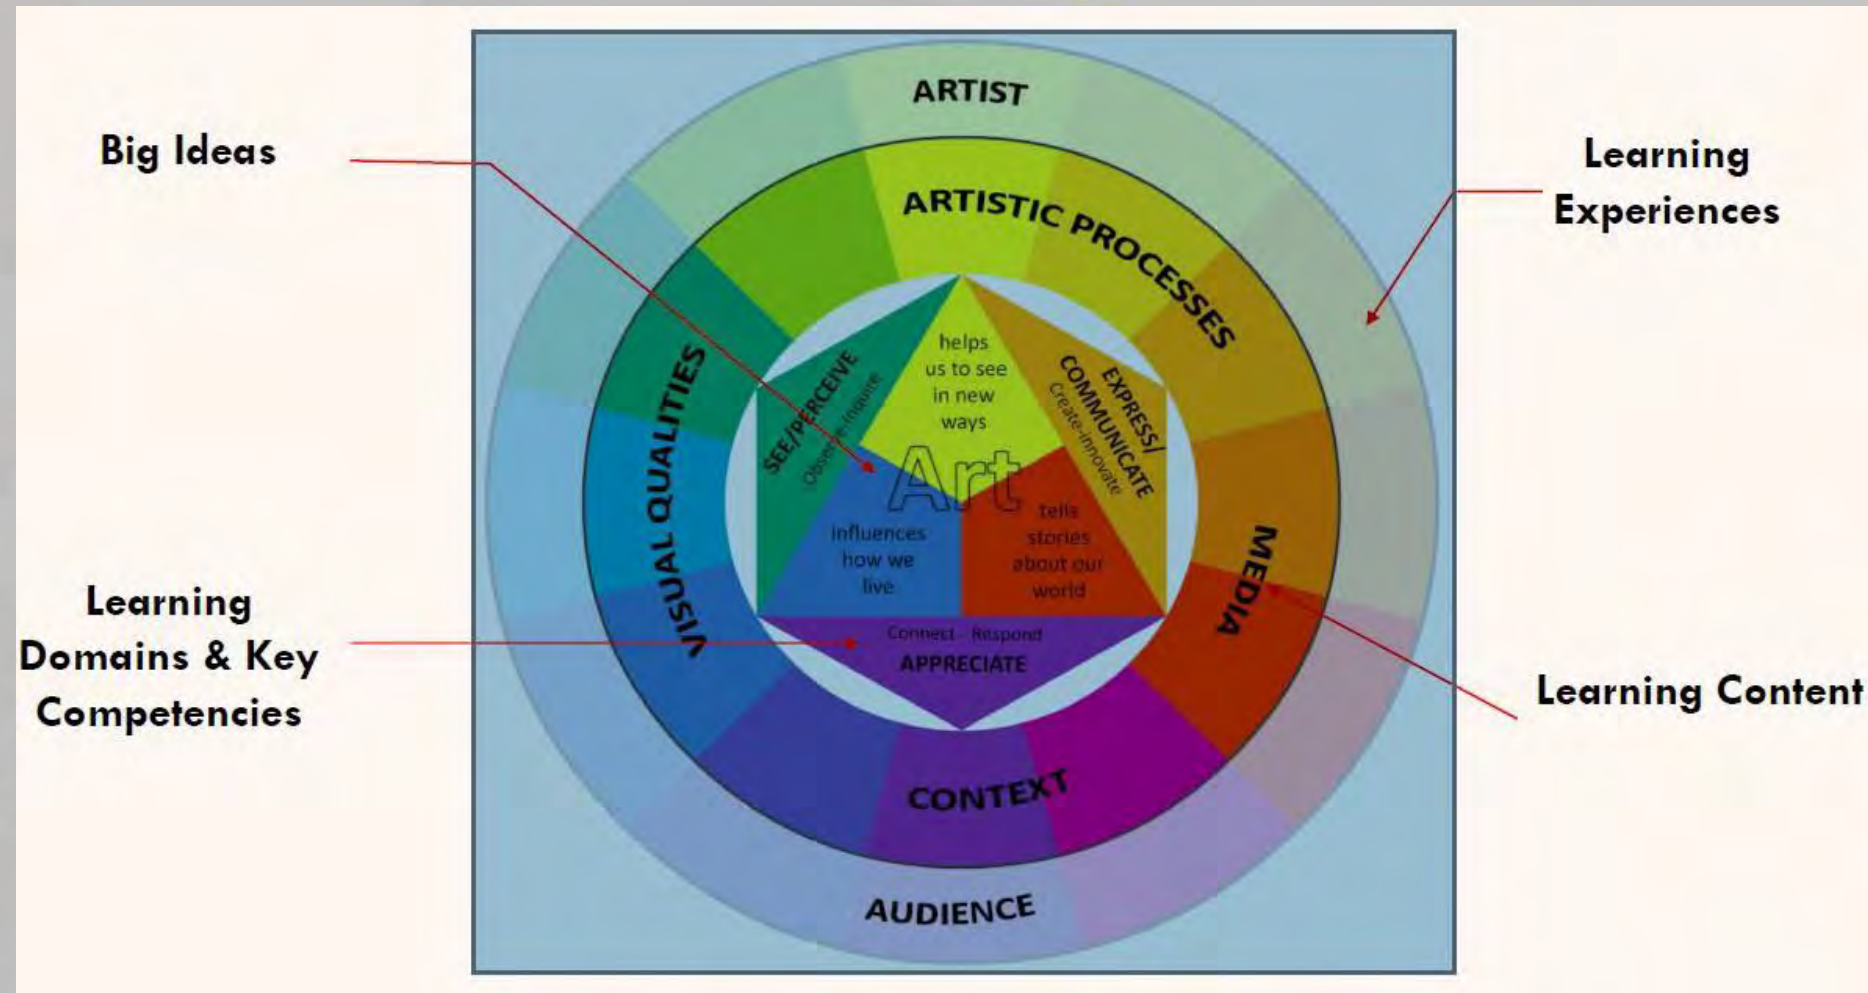 Big Ideas
Learning
Domains & Key
Competencies
ARTIST
ARTISTIC PROCESSES
VISUAL QUALITIES
MEDIA
CONTEXT
AUDIENCE
SEE/PERCEIVE
Observe-Inquire
helps
us to see
in new
ways
EXPRESS/
COMMUNICATE
Create-innovate
Art
influences
how we
live
tells
stories
about our
world
Connect - Respond
APPRECIATE
Learning
Experiences
Learning Content